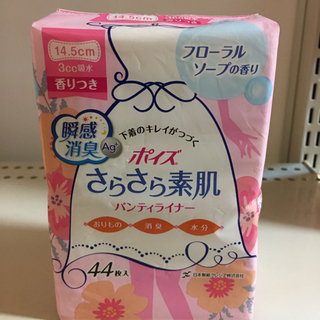 14.5cm
3cc吸水
香りつき
フローラル
ソープの香り
瞬感
消臭
Ag+
下着のキレイがつづく
ポイズ
さらさら素肌
パンティライナー
おりもの 消臭 水分
44枚入
日本製紙クレシア株式会社